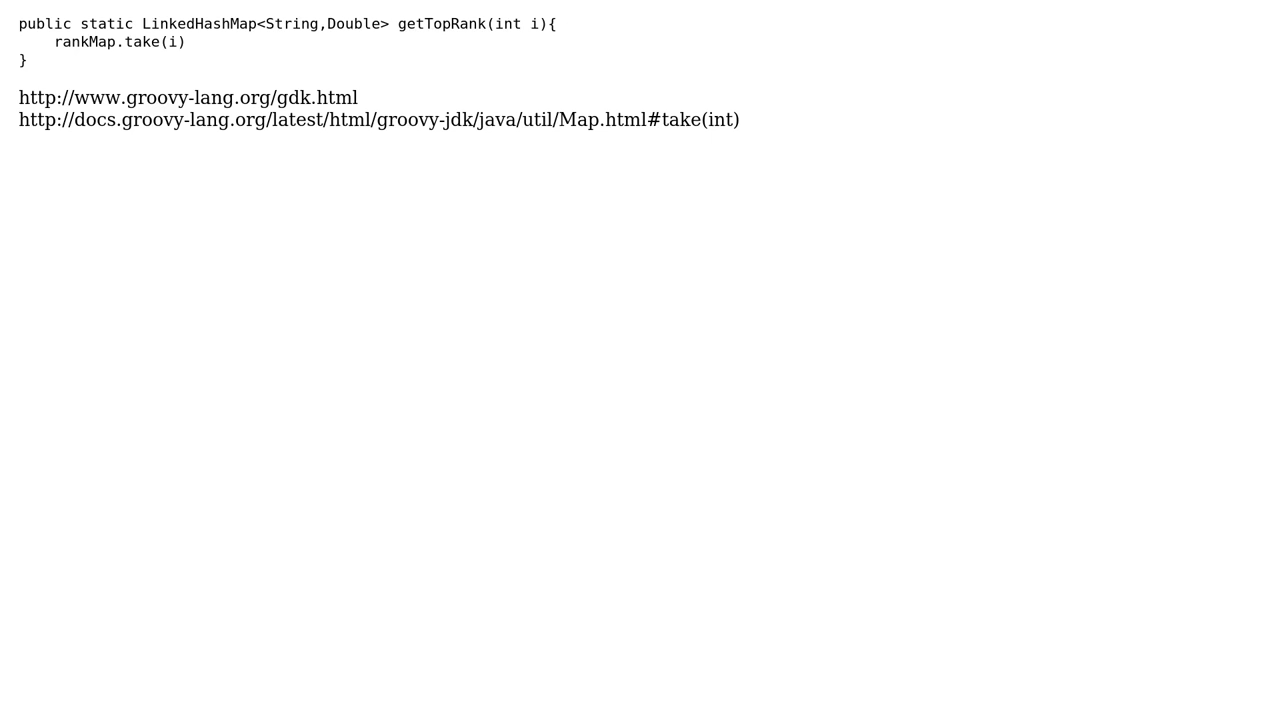 public static LinkedHashMap<String,Double> getTopRank(int i){
    rankMap.take(i)
}
http://www.groovy-lang.org/gdk.html
http://docs.groovy-lang.org/latest/html/groovy-jdk/java/util/Map.html#take(int)